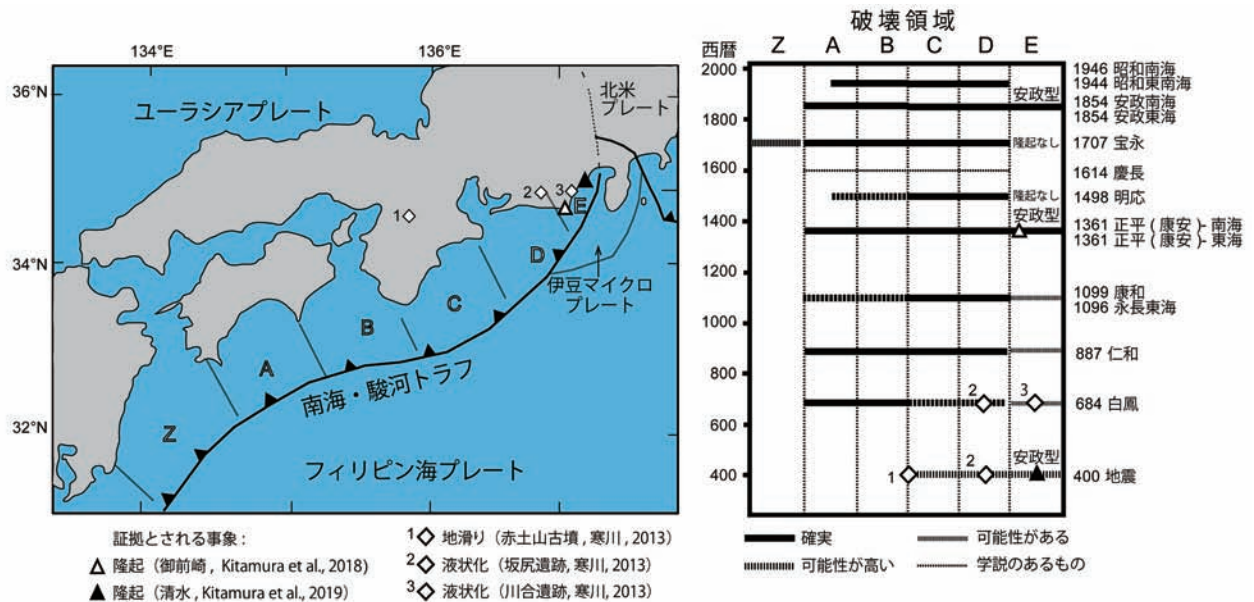 134°E
136°E
36°N
34°N
32°N
ユーラシアプレート
北米
プレート
1
2
3
E
D
C
B
A
Z
伊豆マイクロ
プレート
南海・駿河トラフ
フィリピン海プレート
証拠とされる事象：
隆起（御前崎，Kitamura et al., 2018）
隆起（清水，Kitamura et al., 2019）
1 地滑り（赤土山古墳，寒川，2013）
2 液状化（坂尻遺跡，寒川，2013）
3 液状化（川合遺跡，寒川，2013）
破壊領域
西暦 Z A B C D E
2000
1800
1600
1400
1200
1000
800
600
400
1946 昭和南海
1944 昭和東南海
安政型
1854 安政南海
1854 安政東海
隆起なし
1707 宝永
1614 慶長
隆起なし
1498 明応
安政型
1361 正平（康安）- 南海
1361 正平（康安）- 東海
1099 康和
1096 永長東海
887 仁和
2
3
684 白鳳
安政型
1
2
400 地震
確実
可能性がある
可能性が高い
学説のあるもの